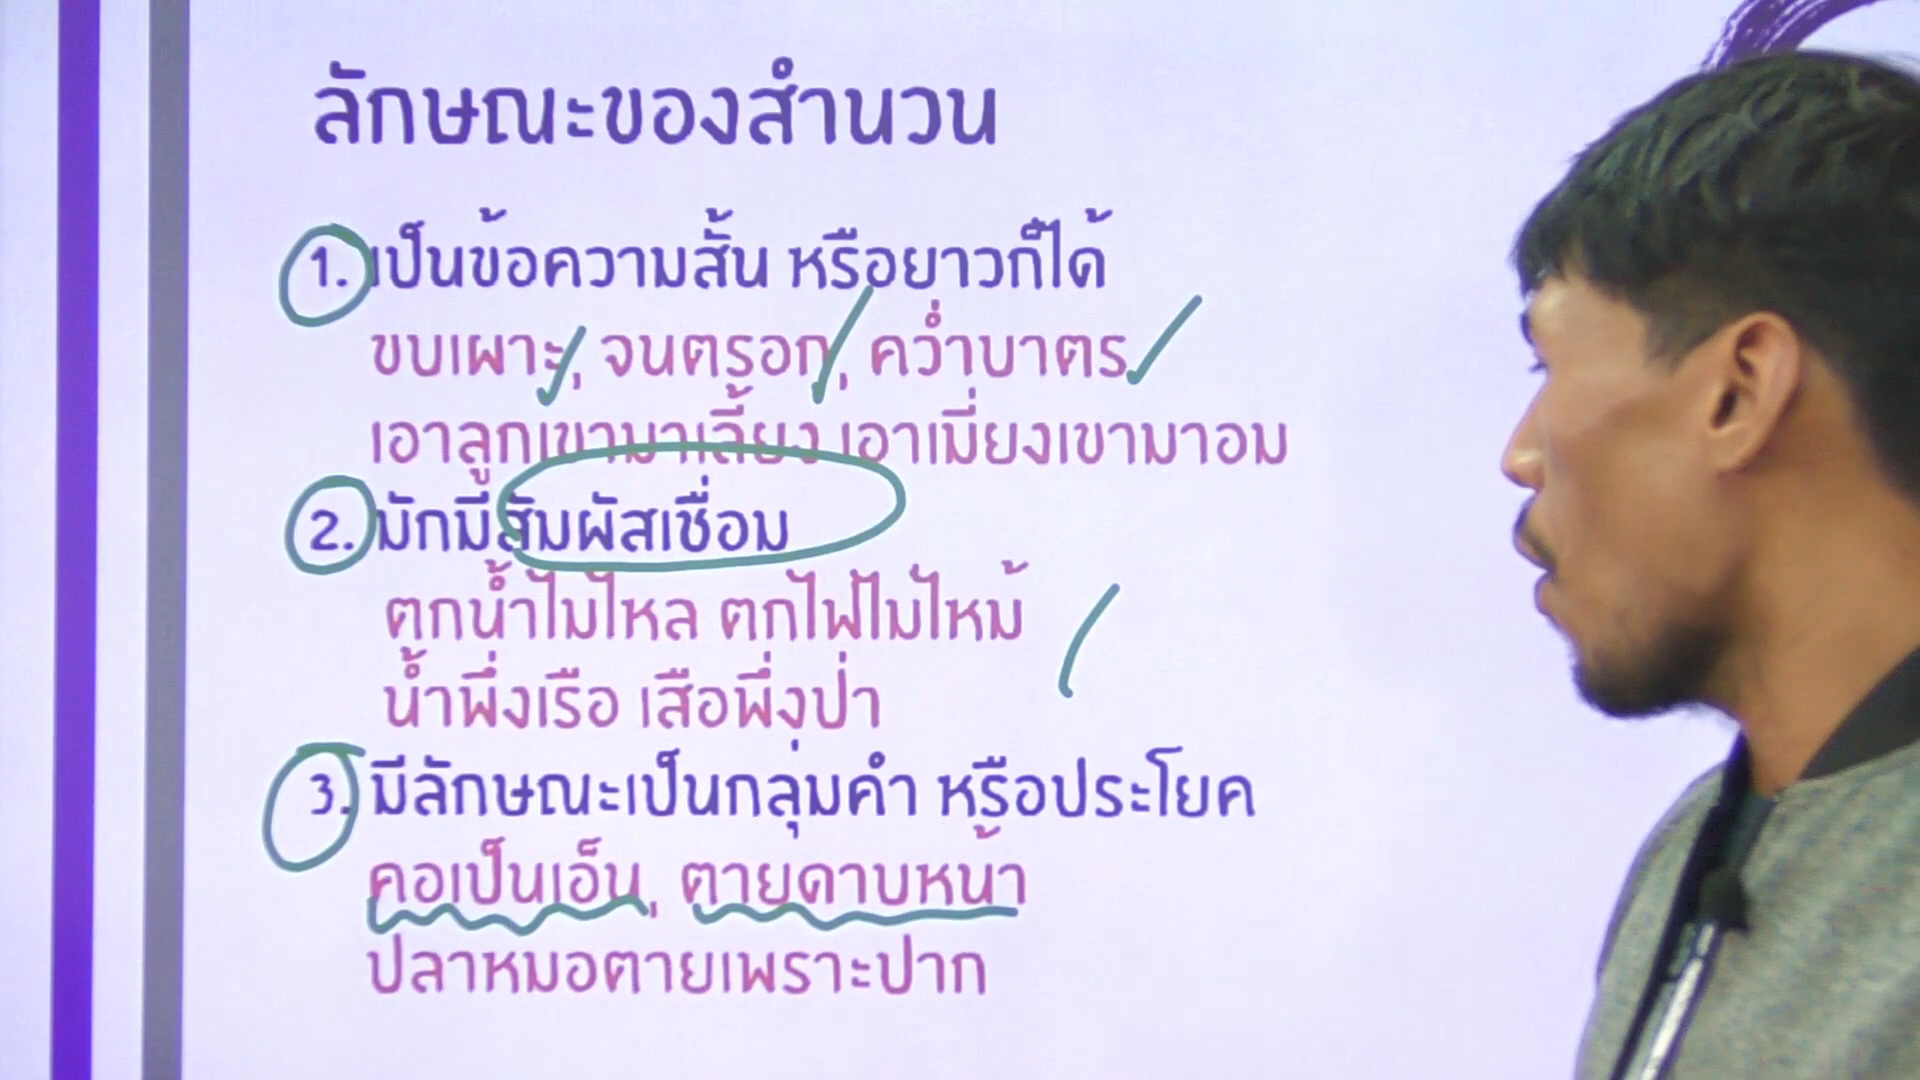 ลักษณะของสำนวน
1. เป็นข้อความสั้น หรือยาวก็ได้
ขบเผาะ, จนตรอก, คว่ำบาตร
เอาลูกเขามาเลี้ยง เอาเมี่ยงเขามาอม
2. มักมีสัมผัสเชื่อม
ตกน้ำไม่ไหล ตกไฟไม่ไหม้
น้ำพึ่งเรือ เสือพึ่งป่า
3. มีลักษณะเป็นกลุ่มคำ หรือประโยค
คอเป็นเอ็น, ตายดาบหน้า
ปลาหมอตายเพราะปาก